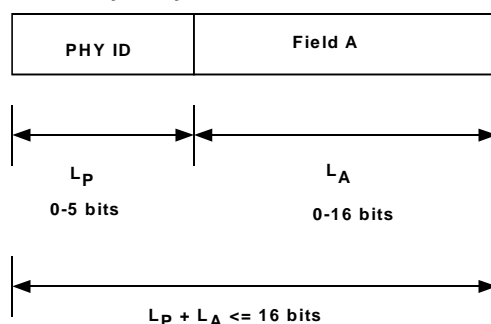 PHY ID Field A
LP LA
0-5 bits 0-16 bits
LP + LA <= 16 bits